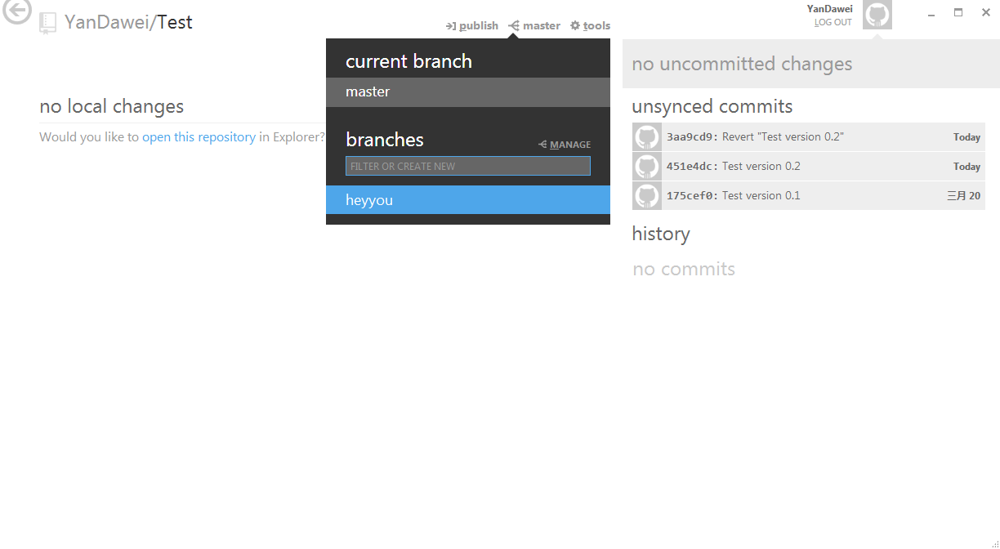 YanDawei/Test
publish master tools
YanDawei
LOG OUT
current branch
master
branches
MANAGE
FILTER OR CREATE NEW
heyyou
no local changes
Would you like to open this repository in Explorer?
no uncommitted changes
unsynced commits
3aa9cd9: Revert "Test version 0.2" Today
451e4dc: Test version 0.2 Today
175cef0: Test version 0.1 三月 20
history
no commits